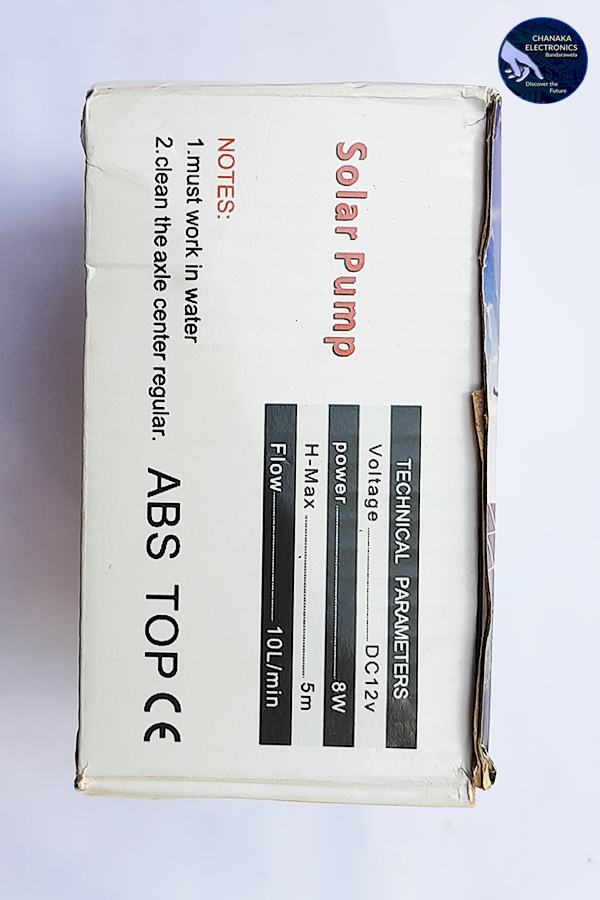 CHANAKA
ELECTRONICS
Bandarawela
Discover the
Future
Solar Pump
TECHNICAL PARAMETERS
Voltage DC12v
power 8W
H-Max 5m
Flow 10L/min
NOTES:
1.must work in water
2.clean the axle center regular.
ABS TOP CE